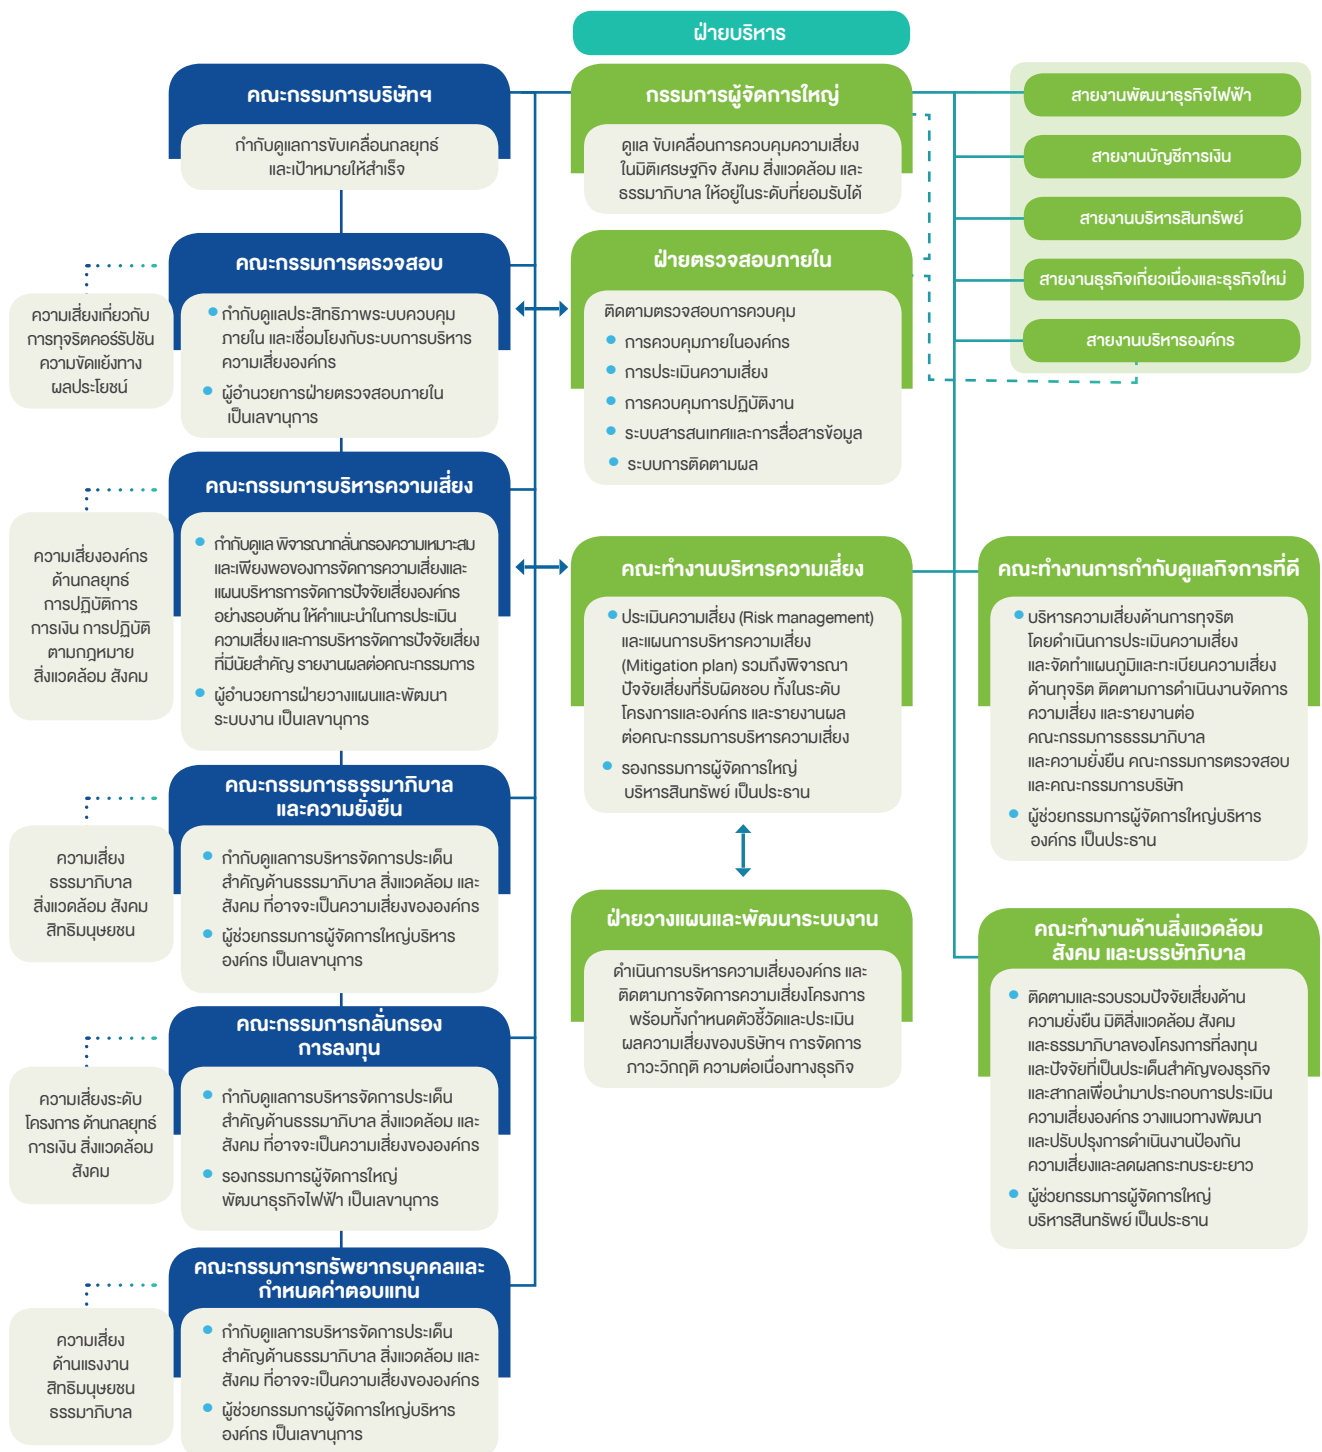 ฝ่ายบริหาร
คณะกรรมการบริษัทฯ
กำกับดูแลการขับเคลื่อนกลยุทธ์
และเป้าหมายให้สำเร็จ
กรรมการผู้จัดการใหญ่
ดูแล ขับเคลื่อนการควบคุมความเสี่ยง
ในมิติเศรษฐกิจ สังคม สิ่งแวดล้อม และ
ธรรมาภิบาล ให้อยู่ในระดับที่ยอมรับได้
สายงานพัฒนาธุรกิจไฟฟ้า
สายงานบัญชีการเงิน
สายงานบริหารสินทรัพย์
สายงานธุรกิจเกี่ยวเนื่องและธุรกิจใหม่
สายงานบริหารองค์กร
คณะกรรมการตรวจสอบ
• กำกับดูแลประสิทธิภาพระบบควบคุม
ภายใน และเชื่อมโยงกับระบบการบริหาร
ความเสี่ยงองค์กร
• ผู้อำนวยการฝ่ายตรวจสอบภายใน
เป็นเลขานุการ
ความเสี่ยงเกี่ยวกับ
การทุจริตคอร์รัปชัน
ความขัดแย้งทาง
ผลประโยชน์
ฝ่ายตรวจสอบภายใน
ติดตามตรวจสอบการควบคุม
• การควบคุมภายในองค์กร
• การประเมินความเสี่ยง
• การควบคุมการปฏิบัติงาน
• ระบบสารสนเทศและการสื่อสารข้อมูล
• ระบบการติดตามผล
คณะกรรมการบริหารความเสี่ยง
• กำกับดูแล พิจารณากลั่นกรองความเหมาะสม
และเพียงพอของการจัดการความเสี่ยงและ
แผนบริหารการจัดการปัจจัยเสี่ยงองค์กร
อย่างรอบด้าน ให้คำแนะนำในการประเมิน
ความเสี่ยง และการบริหารจัดการปัจจัยเสี่ยง
ที่มีนัยสำคัญ รายงานผลต่อคณะกรรมการ
• ผู้อำนวยการฝ่ายวางแผนและพัฒนา
ระบบงาน เป็นเลขานุการ
ความเสี่ยงองค์กร
ด้านกลยุทธ์
การปฏิบัติการ
การเงิน การปฏิบัติ
ตามกฎหมาย
สิ่งแวดล้อม สังคม
คณะทำงานบริหารความเสี่ยง
• ประเมินความเสี่ยง (Risk management)
และแผนการบริหารความเสี่ยง
(Mitigation plan) รวมถึงพิจารณา
ปัจจัยเสี่ยงที่รับผิดชอบ ทั้งในระดับ
โครงการและองค์กร และรายงานผล
ต่อคณะกรรมการบริหารความเสี่ยง
• รองกรรมการผู้จัดการใหญ่
บริหารสินทรัพย์ เป็นประธาน
คณะทำงานการกำกับดูแลกิจการที่ดี
• บริหารความเสี่ยงด้านการทุจริต
โดยดำเนินการประเมินความเสี่ยง
และจัดทำแผนภูมิและทะเบียนความเสี่ยง
ด้านทุจริต ติดตามการดำเนินงานจัดการ
ความเสี่ยง และรายงานต่อ
คณะกรรมการธรรมาภิบาล
และความยั่งยืน คณะกรรมการตรวจสอบ
และคณะกรรมการบริษัท
• ผู้ช่วยกรรมการผู้จัดการใหญ่บริหาร
องค์กร เป็นประธาน
คณะกรรมการธรรมาภิบาล
และความยั่งยืน
• กำกับดูแลการบริหารจัดการประเด็น
สำคัญด้านธรรมาภิบาล สิ่งแวดล้อม และ
สังคม ที่อาจจะเป็นความเสี่ยงขององค์กร
• ผู้ช่วยกรรมการผู้จัดการใหญ่บริหาร
องค์กร เป็นเลขานุการ
ความเสี่ยง
ธรรมาภิบาล
สิ่งแวดล้อม สังคม
สิทธิมนุษยชน
ฝ่ายวางแผนและพัฒนาระบบงาน
ดำเนินการบริหารความเสี่ยงองค์กร และ
ติดตามการจัดการความเสี่ยงโครงการ
พร้อมทั้งกำหนดตัวชี้วัดและประเมิน
ผลความเสี่ยงของบริษัทฯ การจัดการ
ภาวะวิกฤติ ความต่อเนื่องทางธุรกิจ
คณะทำงานด้านสิ่งแวดล้อม
สังคม และบรรษัทภิบาล
• ติดตามและรวบรวมปัจจัยเสี่ยงด้าน
ความยั่งยืน มิติสิ่งแวดล้อม สังคม
และธรรมาภิบาลของโครงการที่ลงทุน
และปัจจัยที่เป็นประเด็นสำคัญของธุรกิจ
และสากลเพื่อนำมาประกอบการประเมิน
ความเสี่ยงองค์กร วางแนวทางพัฒนา
และปรับปรุงการดำเนินงานป้องกัน
ความเสี่ยงและลดผลกระทบระยะยาว
• ผู้ช่วยกรรมการผู้จัดการใหญ่
บริหารสินทรัพย์ เป็นประธาน
คณะกรรมการกลั่นกรอง
การลงทุน
• กำกับดูแลการบริหารจัดการประเด็น
สำคัญด้านธรรมาภิบาล สิ่งแวดล้อม และ
สังคม ที่อาจจะเป็นความเสี่ยงขององค์กร
• รองกรรมการผู้จัดการใหญ่
พัฒนาธุรกิจไฟฟ้า เป็นเลขานุการ
ความเสี่ยงระดับ
โครงการ ด้านกลยุทธ์
การเงิน สิ่งแวดล้อม
สังคม
คณะกรรมการทรัพยากรบุคคลและ
กำหนดค่าตอบแทน
• กำกับดูแลการบริหารจัดการประเด็น
สำคัญด้านธรรมาภิบาล สิ่งแวดล้อม และ
สังคม ที่อาจจะเป็นความเสี่ยงขององค์กร
• ผู้ช่วยกรรมการผู้จัดการใหญ่บริหาร
องค์กร เป็นเลขานุการ
ความเสี่ยง
ด้านแรงงาน
สิทธิมนุษยชน
ธรรมาภิบาล